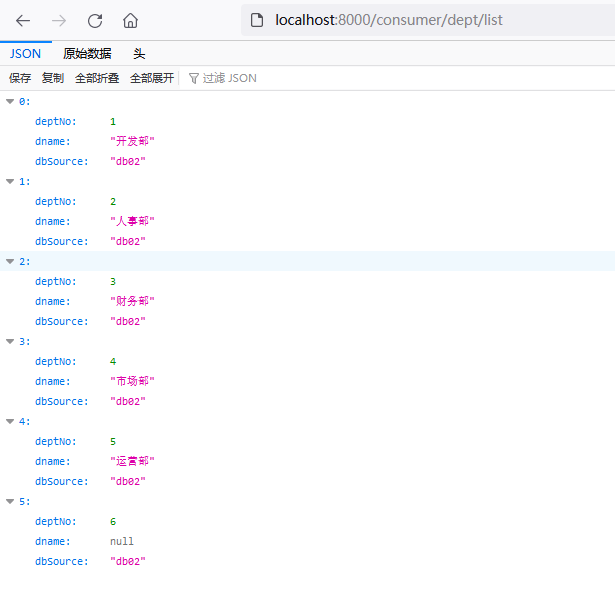 localhost:8000/consumer/dept/list
JSON 原始数据 头
保存 复制 全部折叠 全部展开 过滤 JSON
0:
deptNo: 1
dname: "开发部"
dbSource: "db02"
1:
deptNo: 2
dname: "人事部"
dbSource: "db02"
2:
deptNo: 3
dname: "财务部"
dbSource: "db02"
3:
deptNo: 4
dname: "市场部"
dbSource: "db02"
4:
deptNo: 5
dname: "运营部"
dbSource: "db02"
5:
deptNo: 6
dname: null
dbSource: "db02"